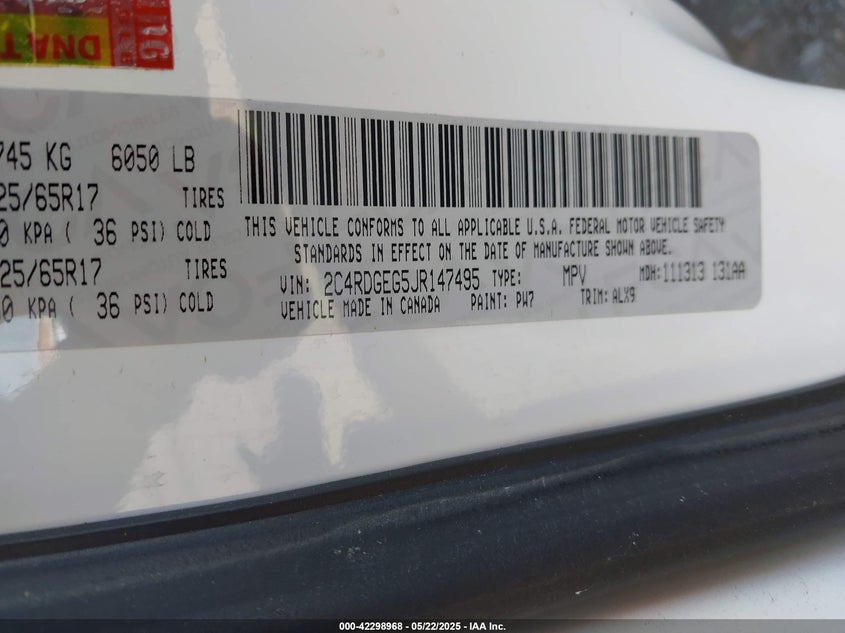 DNA T
745 KG 6050 LB
25/65R17 TIRES
0 KPA ( 36 PSI) COLD
25/65R17 TIRES
0 KPA ( 36 PSI) COLD
THIS VEHICLE CONFORMS TO ALL APPLICABLE U.S.A. FEDERAL MOTOR VEHICLE SAFETY
STANDARDS IN EFFECT ON THE DATE OF MANUFACTURE SHOWN ABOVE.
VIN: 2C4RDGEG5JR147495 TYPE: MPV MDH: 111313 131AA
VEHICLE MADE IN CANADA PAINT: PW7 TRIM: ALX9
000-42298968 - 05/22/2025 - IAA Inc.